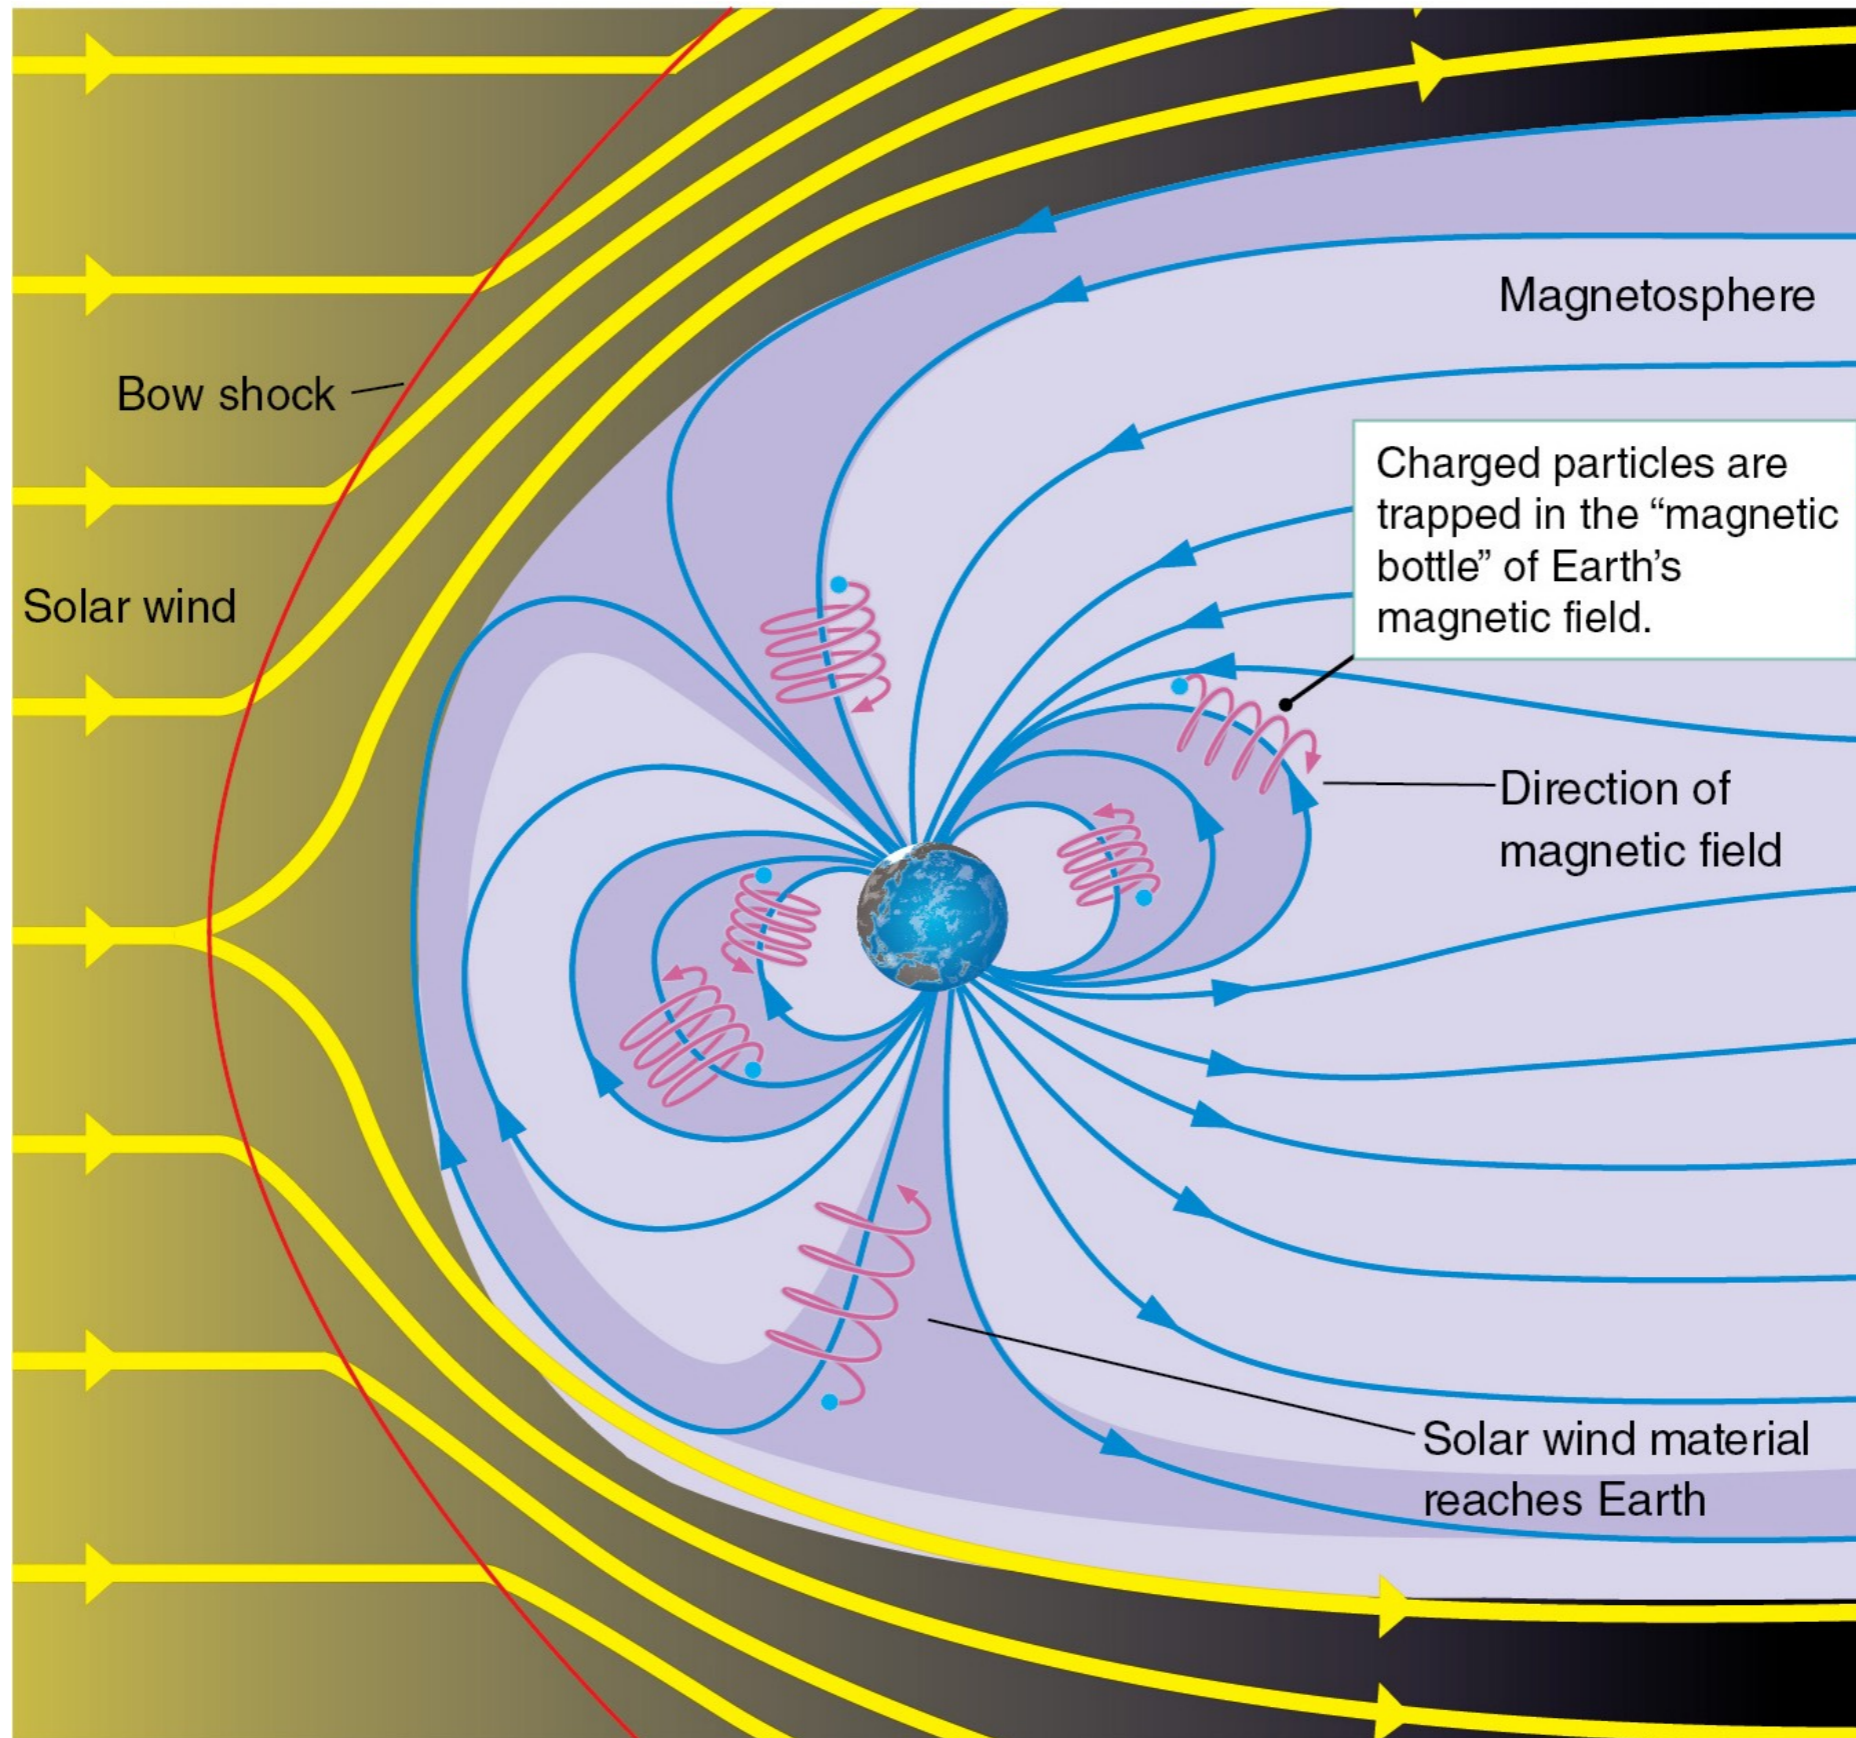 Magnetosphere
Bow shock
Charged particles are
trapped in the “magnetic
bottle” of Earth’s
magnetic field.
Solar wind
Direction of
magnetic field
Solar wind material
reaches Earth